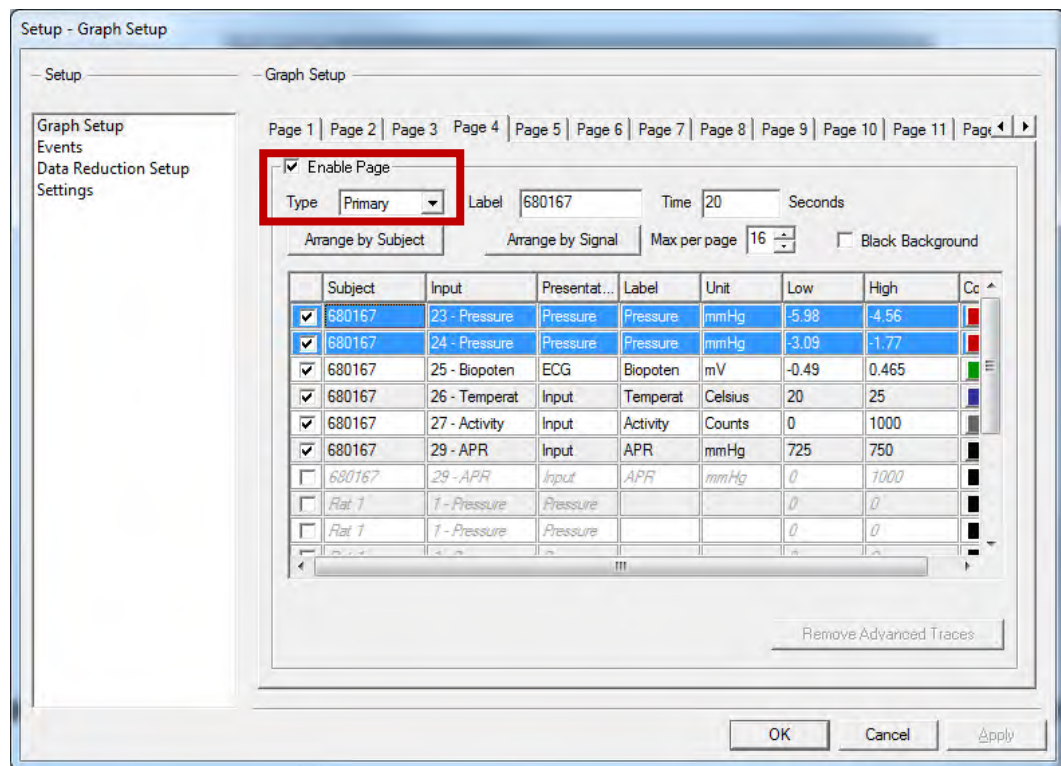 Setup - Graph Setup
Setup
Graph Setup
Graph Setup
Events
Data Reduction Setup
Settings
Page 1 Page 2 Page 3 Page 4 Page 5 Page 6 Page 7 Page 8 Page 9 Page 10 Page 11 Page
Enable Page
Type Primary Label 680167 Time 20 Seconds
Arrange by Subject Arrange by Signal Max per page 16 Black Background
Subject Input Presentat... Label Unit Low High Cc
680167 23 - Pressure Pressure Pressure mmHg -5.98 -4.56
680167 24 - Pressure Pressure Pressure mmHg -3.09 -1.77
680167 25 - Biopoten ECG Biopoten mV -0.49 0.465
680167 26 - Temperat Input Temperat Celsius 20 25
680167 27 - Activity Input Activity Counts 0 1000
680167 29 - APR Input APR mmHg 725 750
680167 29 - APR Input APR mmHg 0 1000
Rat 1 1 - Pressure Pressure 0 0
Rat 1 1 - Pressure Pressure 0 0
Remove Advanced Traces
OK Cancel Apply